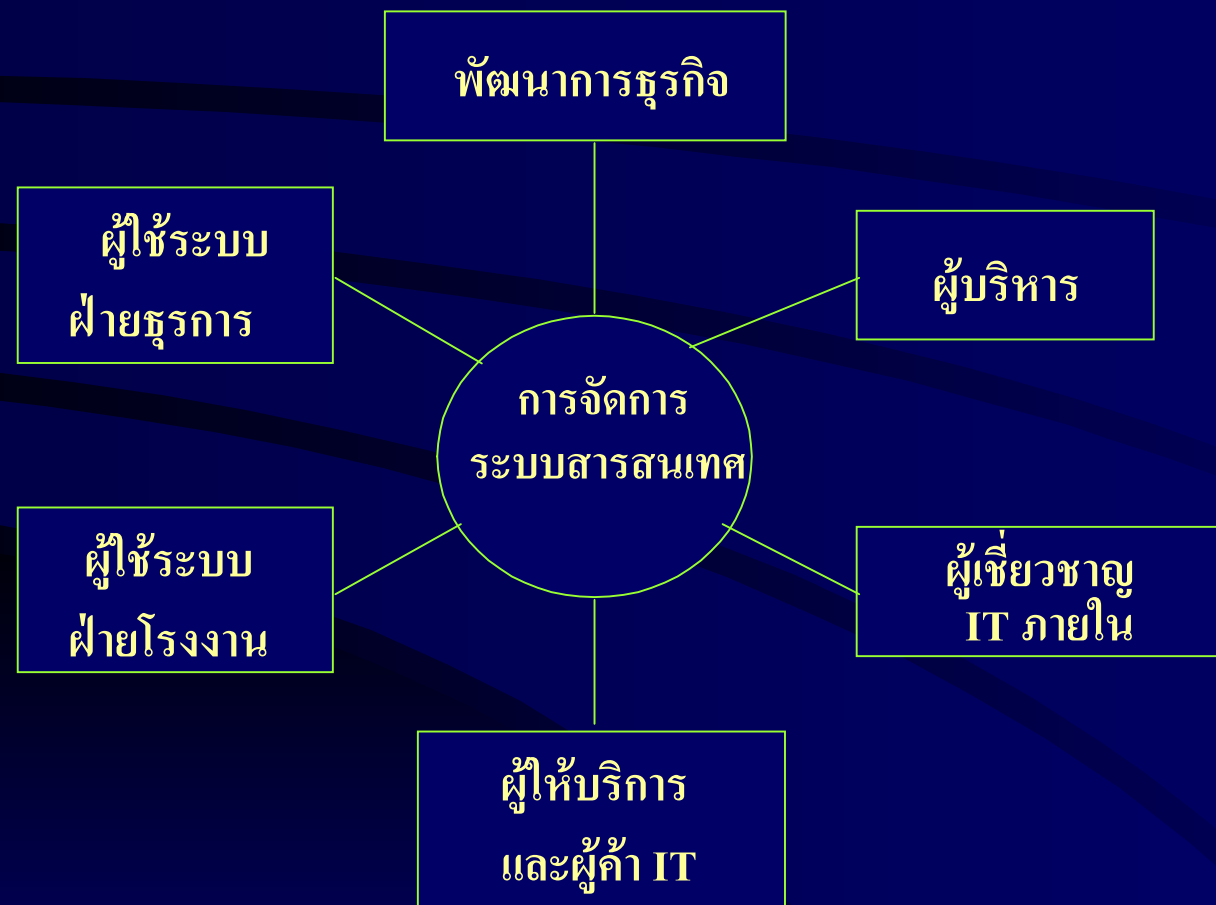 พัฒนาการธุรกิจ
ผู้ใช้ระบบ
ฝ่ายธุรการ
ผู้บริหาร
การจัดการ
ระบบสารสนเทศ
ผู้ใช้ระบบ
ฝ่ายโรงงาน
ผู้เชี่ยวชาญ
IT ภายใน
ผู้ให้บริการ
และผู้ค้า IT